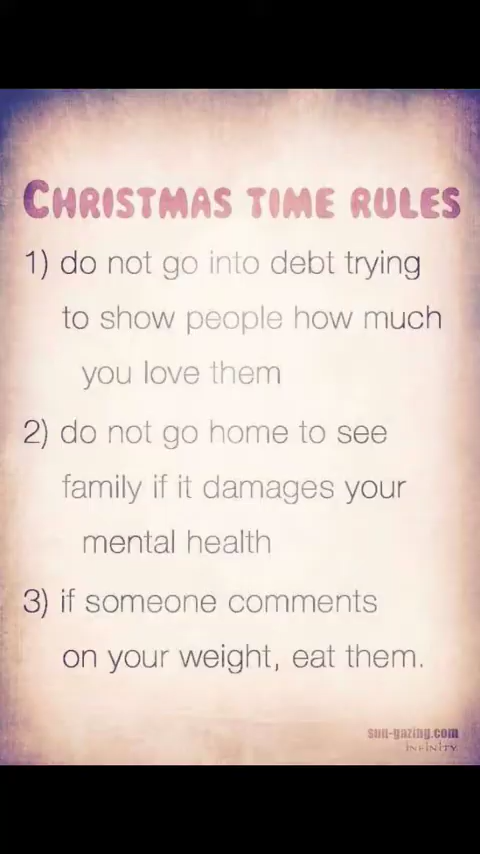 CHRISTMAS TIME RULES
1) do not go into debt trying
to show people how much
you love them
2) do not go home to see
family if it damages your
mental health
3) if someone comments
on your weight, eat them.
sun-gazing.com
INFINITY